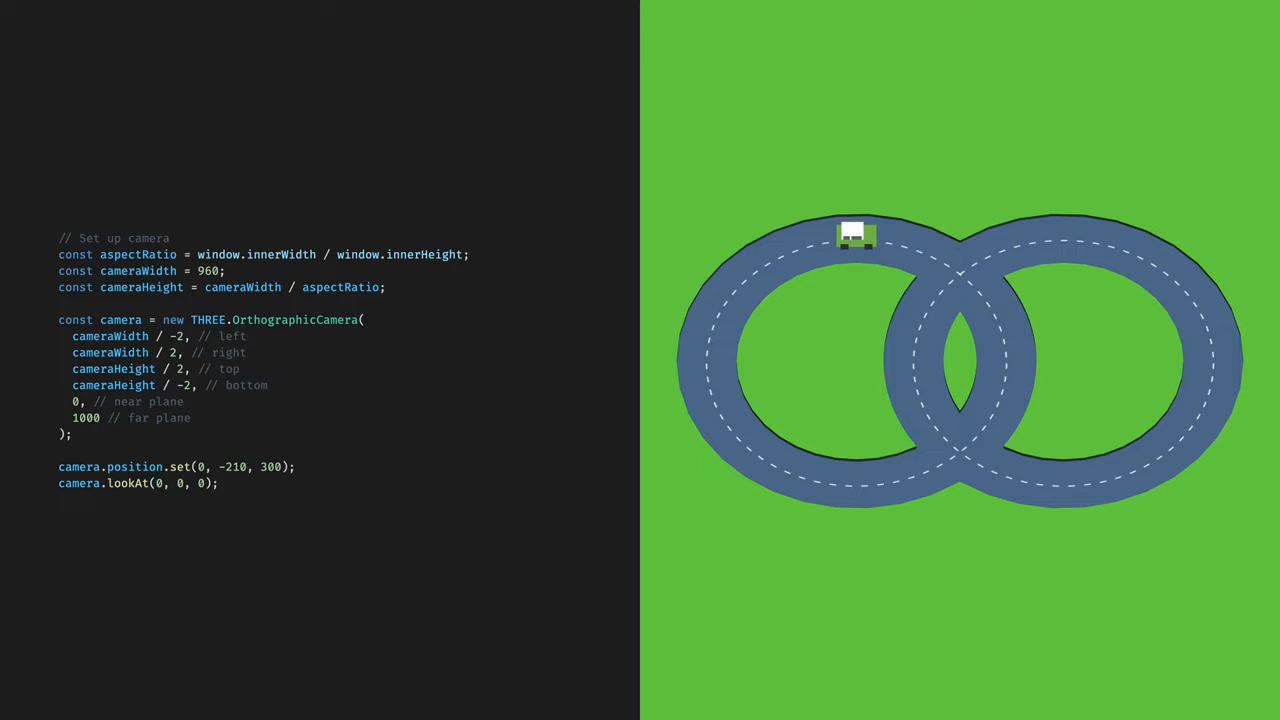 // Set up camera
const aspectRatio = window.innerWidth / window.innerHeight;
const cameraWidth = 960;
const cameraHeight = cameraWidth / aspectRatio;
const camera = new THREE.OrthographicCamera(
cameraWidth / -2, // left
cameraWidth / 2, // right
cameraHeight / 2, // top
cameraHeight / -2, // bottom
0, // near plane
1000 // far plane
);
camera.position.set(0, -210, 300);
camera.lookAt(0, 0, 0);